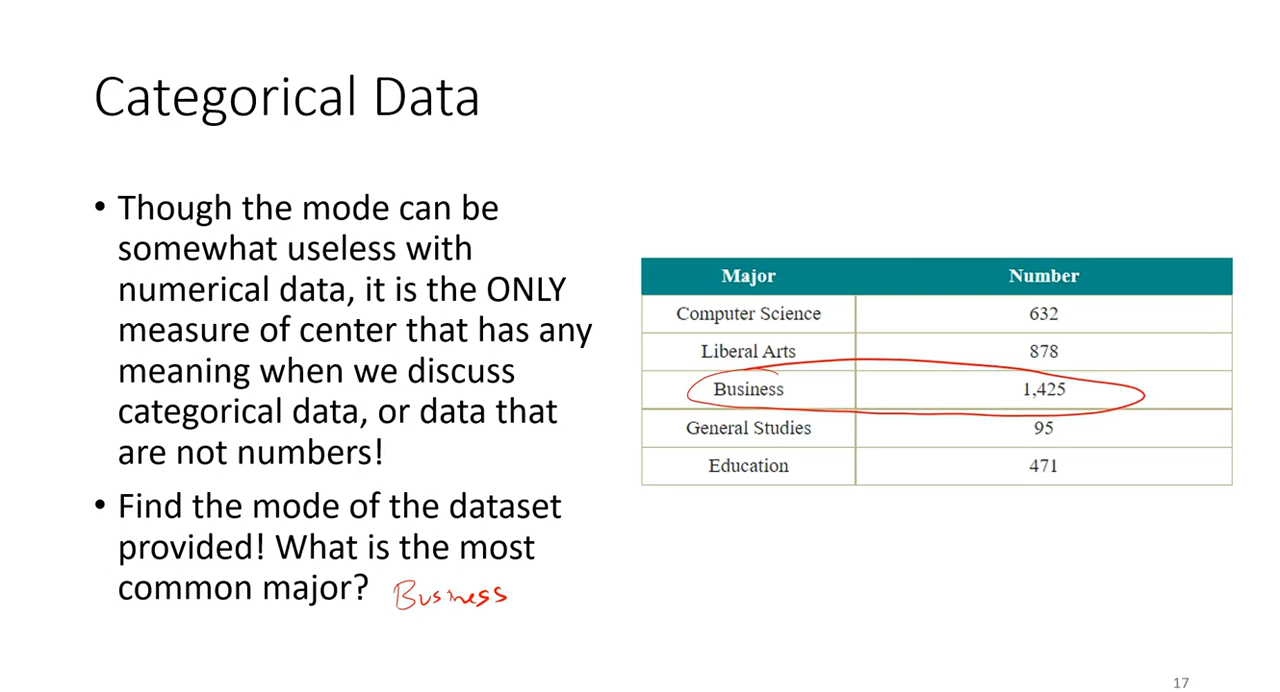 Categorical Data
• Though the mode can be
somewhat useless with
numerical data, it is the ONLY
measure of center that has any
meaning when we discuss
categorical data, or data that
are not numbers!
• Find the mode of the dataset
provided! What is the most
common major? Business
Major Number
Computer Science 632
Liberal Arts 878
Business 1,425
General Studies 95
Education 471
17